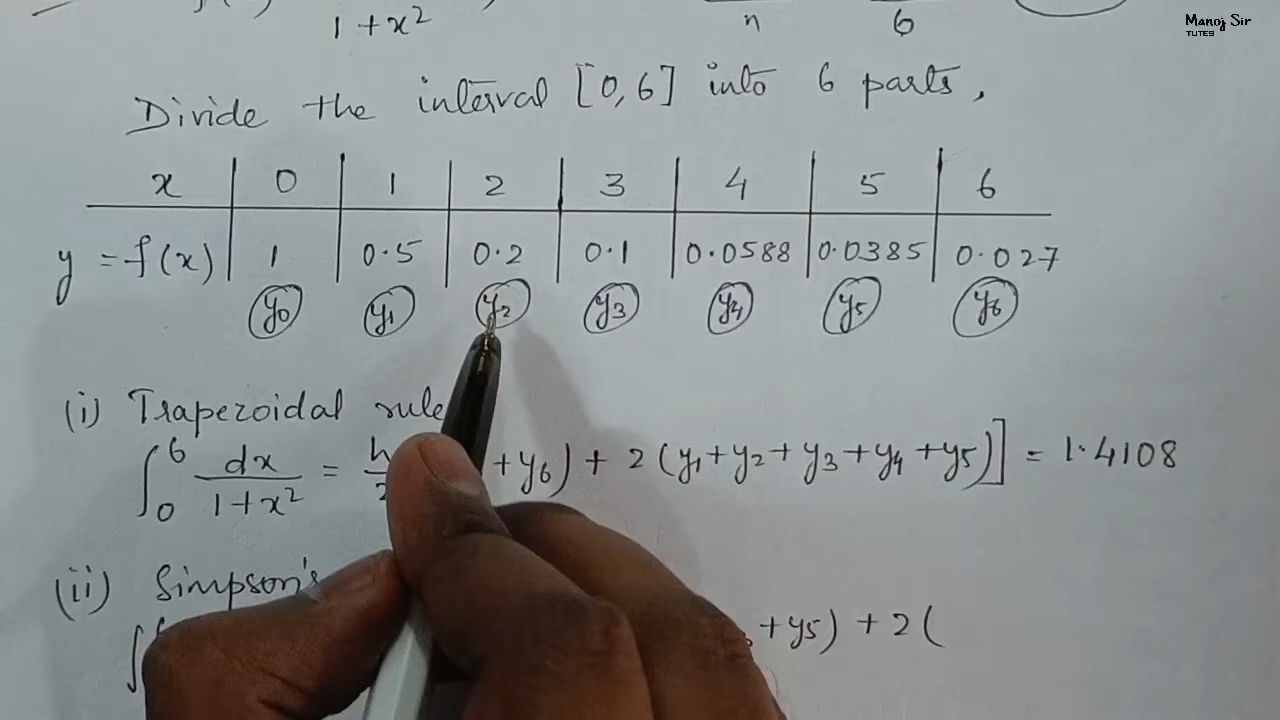 Manoj Sir
TUTES
1 + x² n 6
Divide the interval [0, 6] into 6 parts,
x 0 1 2 3 4 5 6
y = f(x) 1 0.5 0.2 0.1 0.0588 0.0385 0.027
y₀ y₁ y₂ y₃ y₄ y₅ y₆
(i) Trapezoidal rule
∫₀⁶ dx/(1+x²) = h + y₆) + 2 (y₁+y₂+y₃+y₄+y₅)] = 1.4108
(ii) Simpson's
∫ + y₅) + 2 (